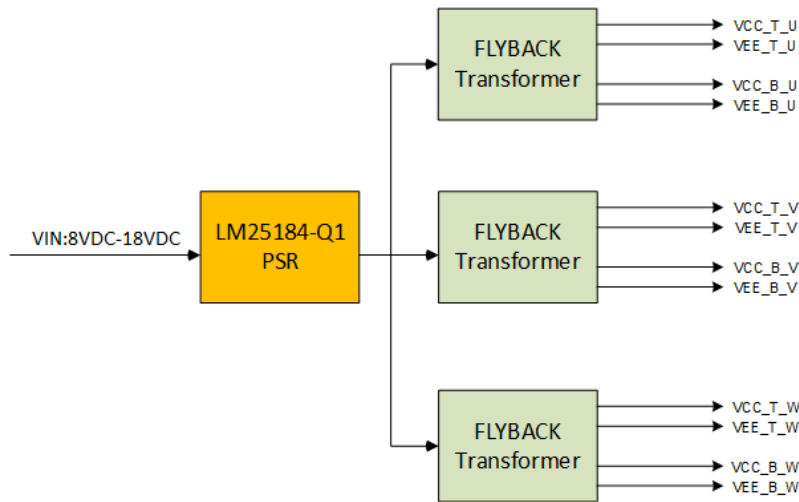 FLYBACK
Transformer
VCC_T_U
VEE_T_U
VCC_B_U
VEE_B_U
VIN:8VDC-18VDC
LM25184-Q1
PSR
FLYBACK
Transformer
VCC_T_V
VEE_T_V
VCC_B_V
VEE_B_V
FLYBACK
Transformer
VCC_T_W
VEE_T_W
VCC_B_W
VEE_B_W